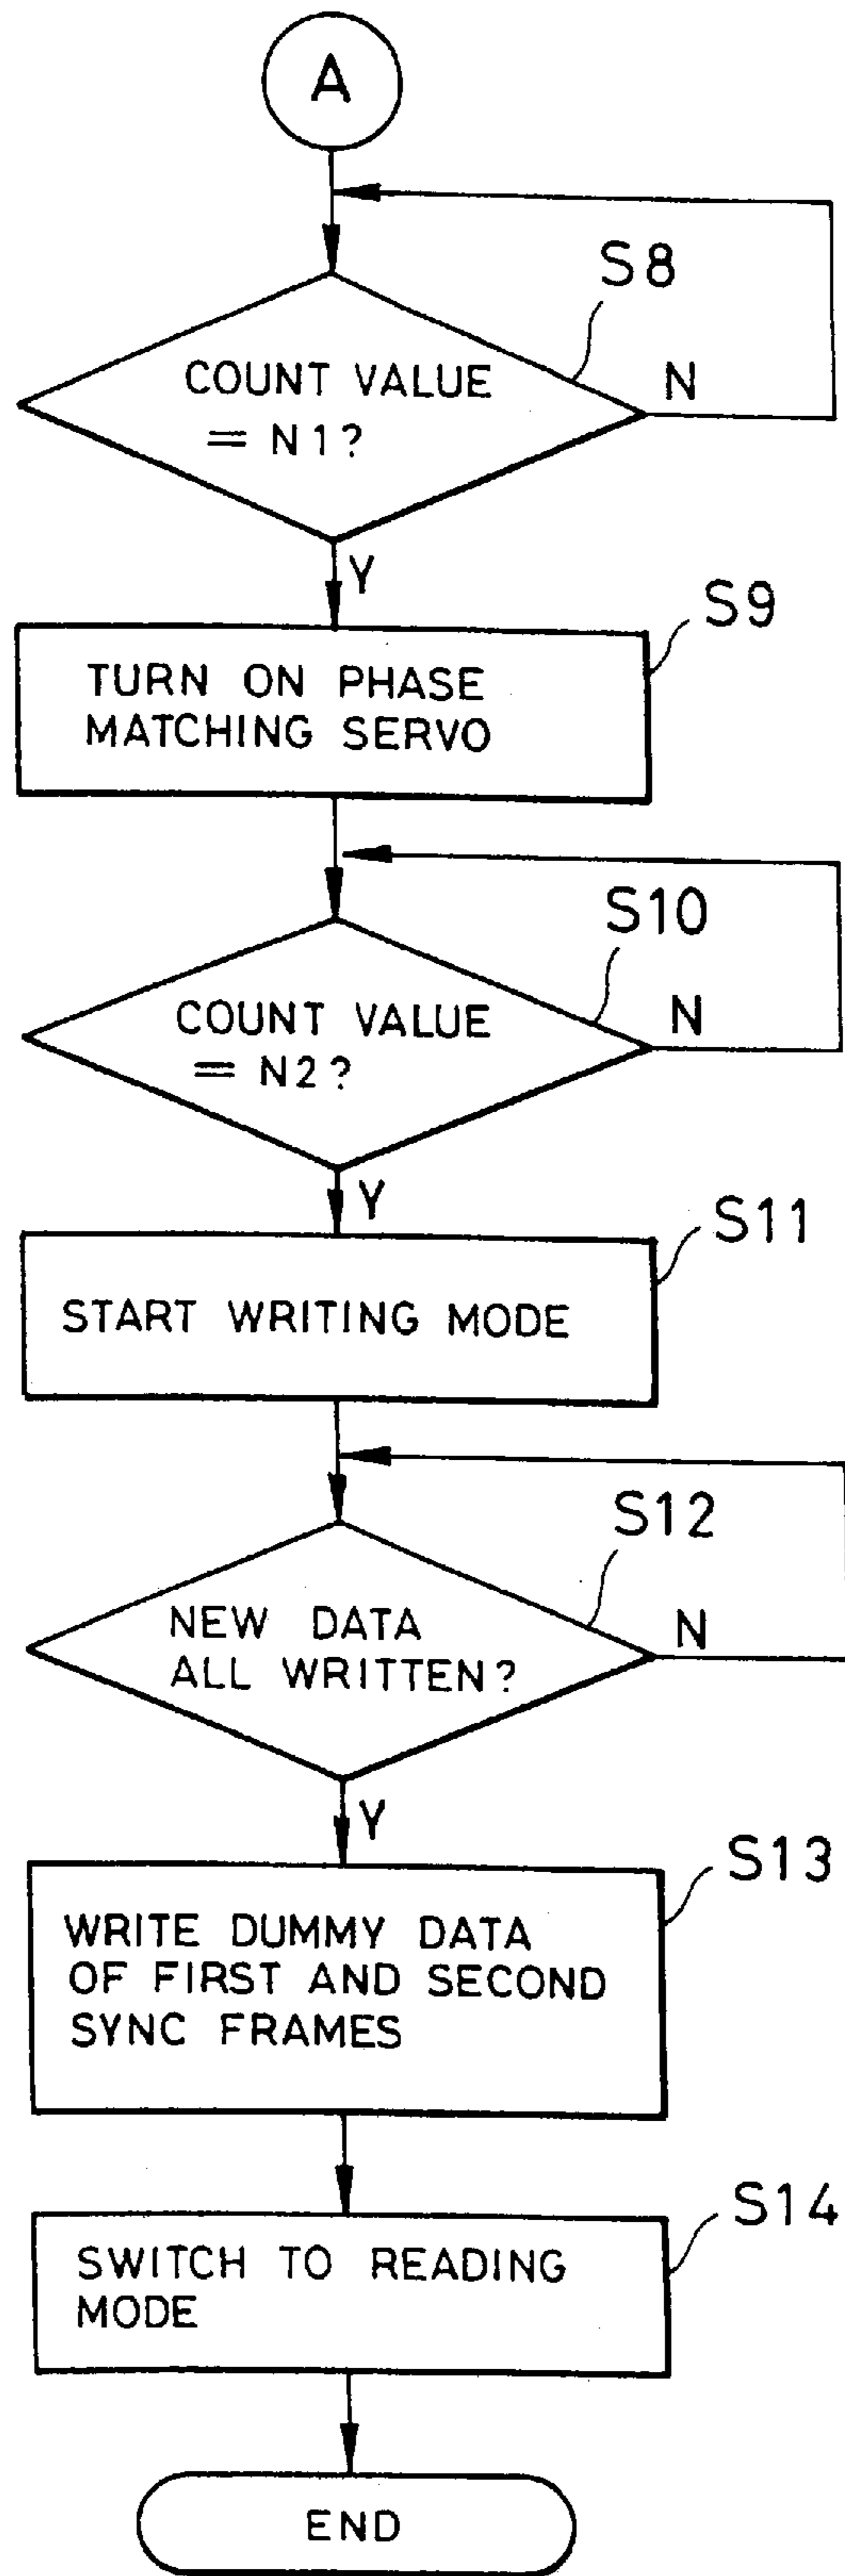 A
S8
COUNT VALUE
= N1?
N
Y
S9
TURN ON PHASE
MATCHING SERVO
S10
COUNT VALUE
= N2?
N
Y
S11
START WRITING MODE
S12
NEW DATA
ALL WRITTEN?
N
Y
S13
WRITE DUMMY DATA
OF FIRST AND SECOND
SYNC FRAMES
S14
SWITCH TO READING
MODE
END